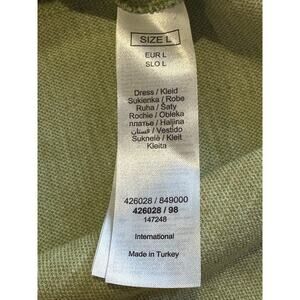 SIZE L
EUR L
SLO L
Dress / Kleid
Sukienka / Robe
Ruha / Šaty
Rochie / Obleka
платье / Haljina
فستان / Vestido
Suknelė / Kleit
Kleita
426028 / 849000
426028 / 98
147248
International
Made in Turkey